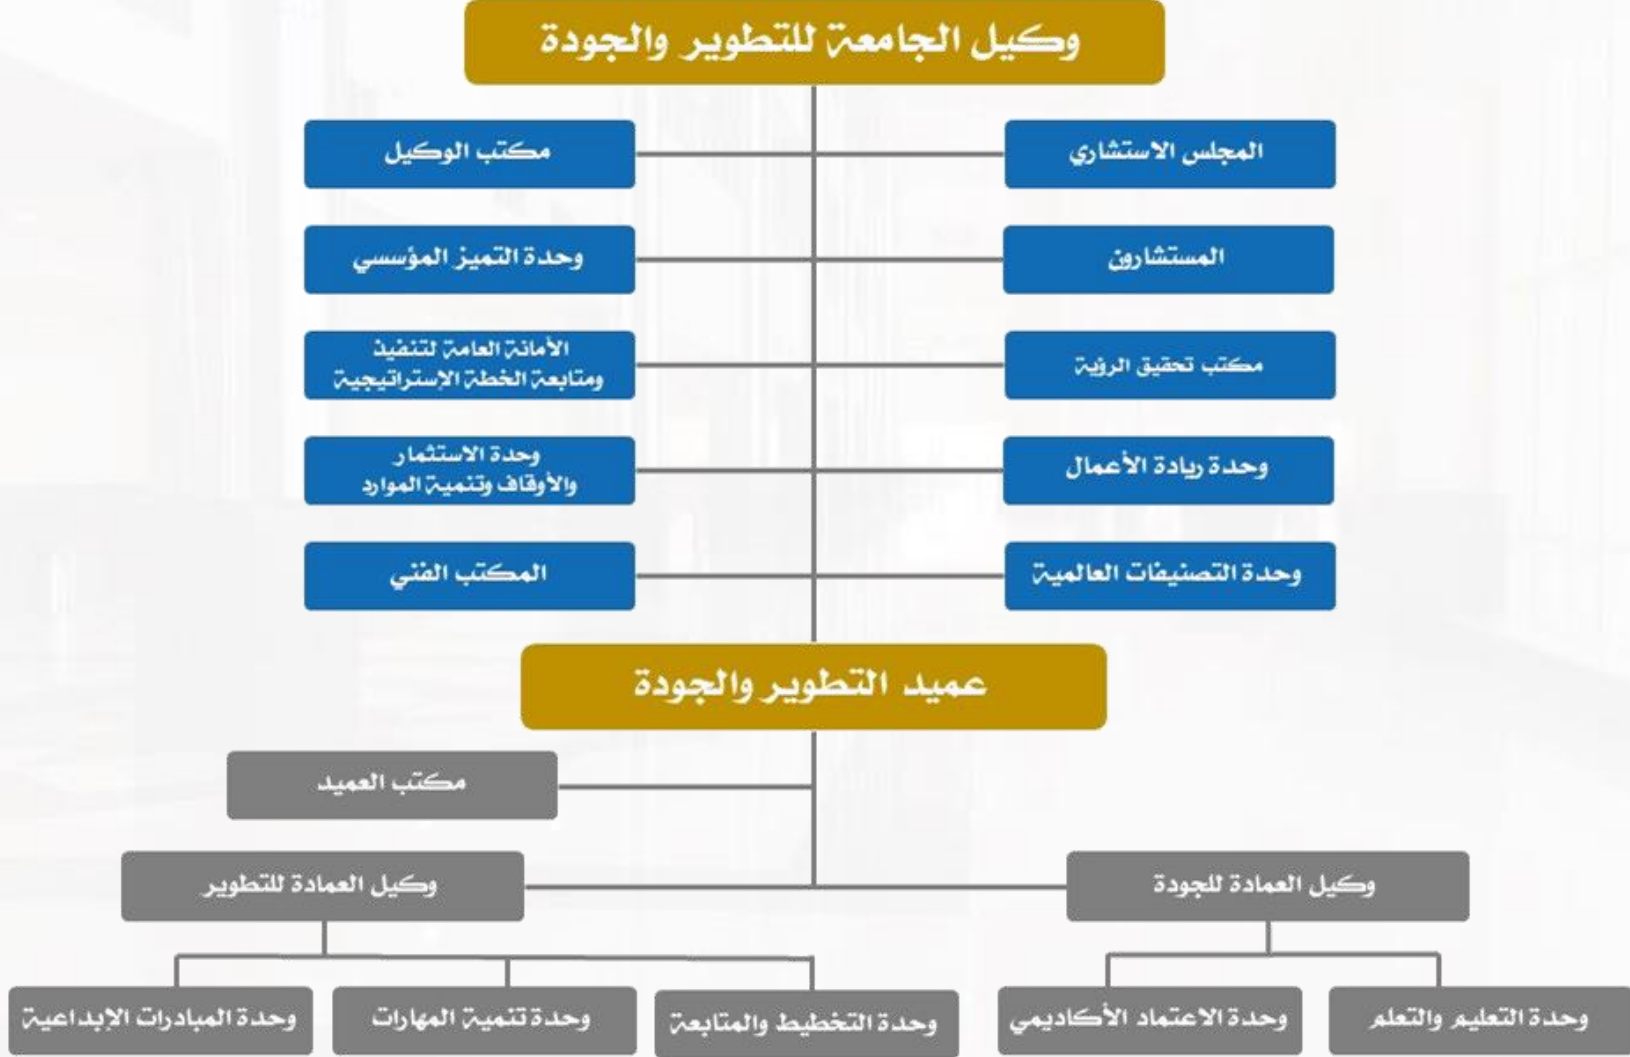 وكيل الجامعة للتطوير والجودة
المجلس الاستشاري
مكتب الوكيل
المستشارون
وحدة التميز المؤسسي
مكتب تحقيق الرؤية
الأمانة العامة لتنفيذ
ومتابعة الخطة الإستراتيجية
وحدة ريادة الأعمال
وحدة الاستثمار
والأوقاف وتنمية الموارد
وحدة التصنيفات العالمية
المكتب الفني
عميد التطوير والجودة
مكتب العميد
وكيل العمادة للجودة
وكيل العمادة للتطوير
وحدة التعليم والتعلم
وحدة الاعتماد الأكاديمي
وحدة التخطيط والمتابعة
وحدة تنمية المهارات
وحدة المبادرات الإبداعية